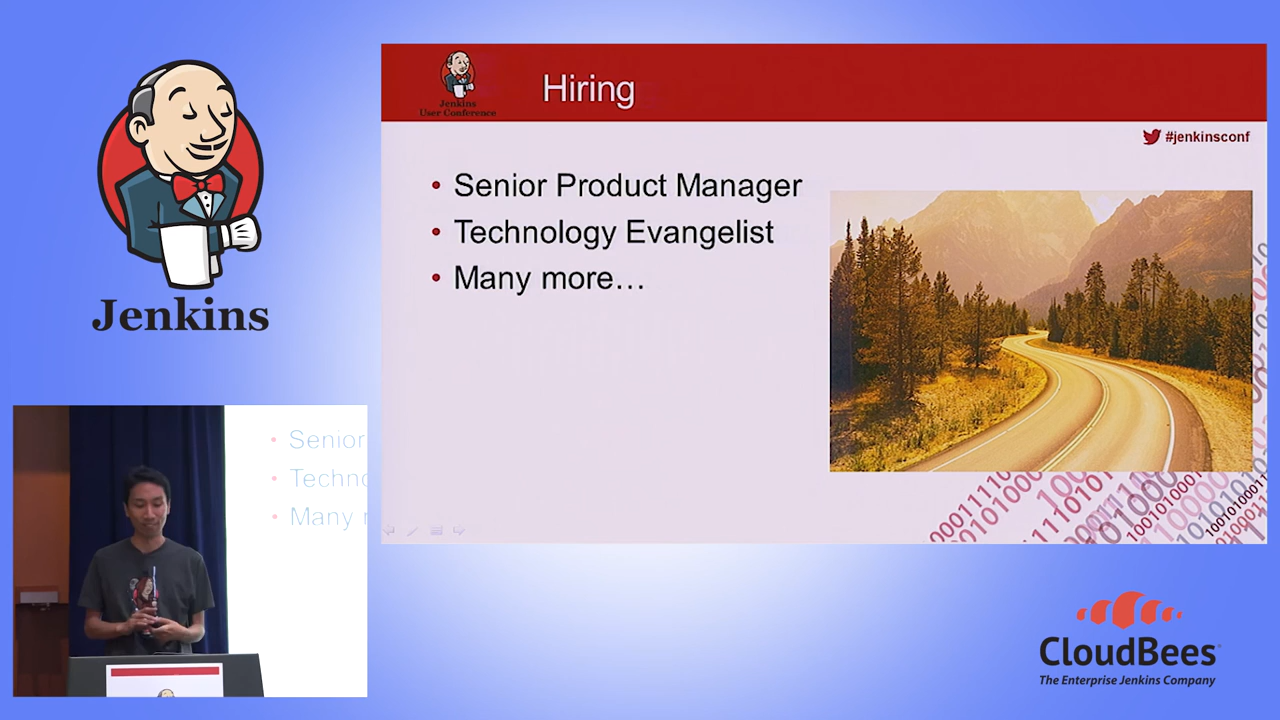 Jenkins
Jenkins
User Conference
Hiring
#jenkinsconf
• Senior Product Manager
• Technology Evangelist
• Many more…
• Senior
• Techno
• Many
CloudBees
The Enterprise Jenkins Company